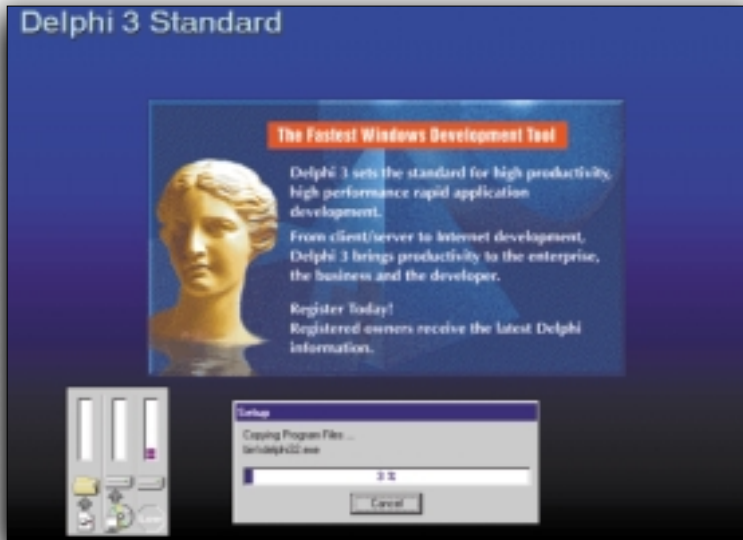 Delphi 3 Standard
The Fastest Windows Development Tool
Delphi 3 sets the standard for high productivity,
high performance rapid application
development.
From client/server to Internet development,
Delphi 3 brings productivity to the enterprise,
the business and the developer.
Register Today!
Registered owners receive the latest Delphi
information.
Setup
Copying Program Files ...
bin\delphi32.exe
3 %
Cancel